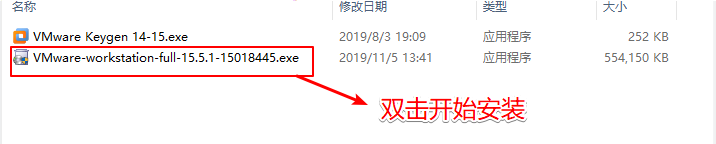 名称 修改日期 类型 大小
VMware Keygen 14-15.exe 2019/8/3 19:09 应用程序 252 KB
VMware-workstation-full-15.5.1-15018445.exe 2019/11/5 13:41 应用程序 554,150 KB
双击开始安装